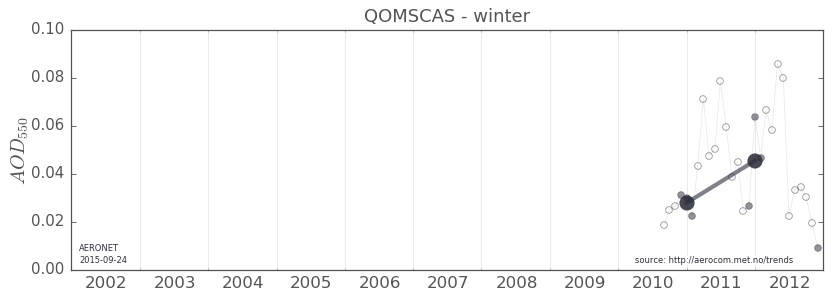 QOMSCAS - winter
0.10
0.08
0.06
0.04
0.02
0.00
AOD550
AERONET
2015-09-24
source: http://aerocom.met.no/trends
2002 2003 2004 2005 2006 2007 2008 2009 2010 2011 2012